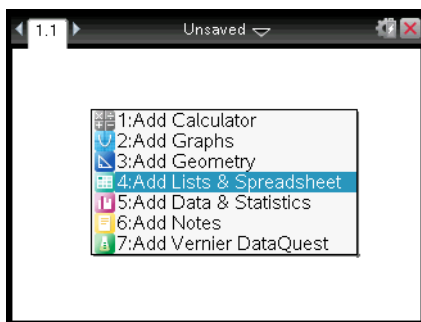 1.1
Unsaved
1:Add Calculator
2:Add Graphs
3:Add Geometry
4:Add Lists & Spreadsheet
5:Add Data & Statistics
6:Add Notes
7:Add Vernier DataQuest